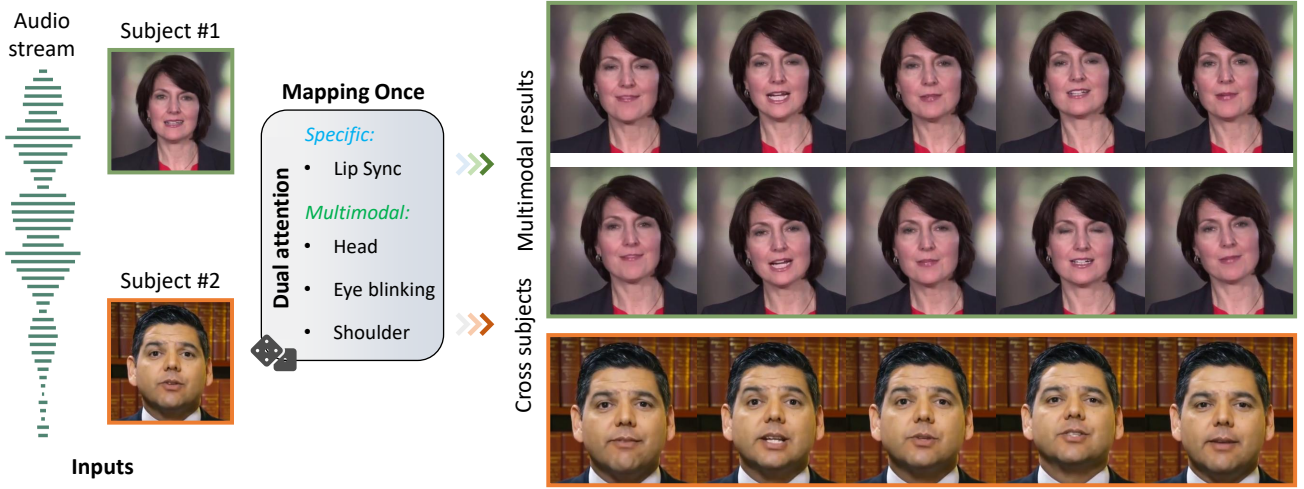 Audio
stream
Subject #1
Subject #2
Inputs
Mapping Once
Dual attention
Specific:
• Lip Sync
Multimodal:
• Head
• Eye blinking
• Shoulder
Multimodal results
Cross subjects